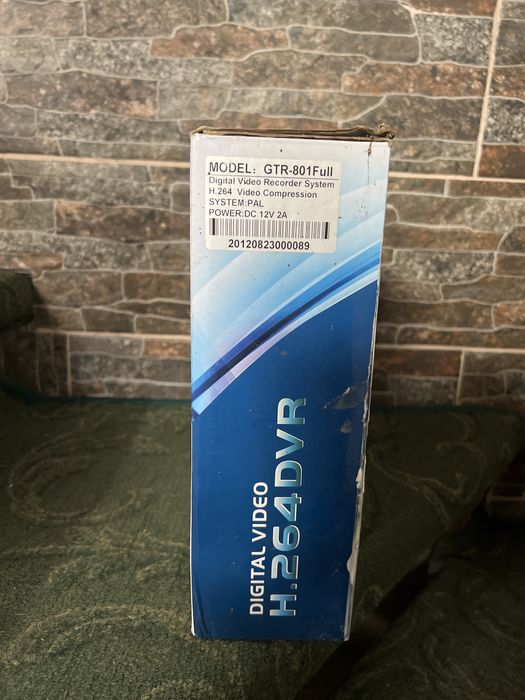 MODEL: GTR-801Full
Digital Video Recorder System
H.264 Video Compression
SYSTEM:PAL
POWER:DC 12V 2A
20120823000089
DIGITAL VIDEO
H.264DVR